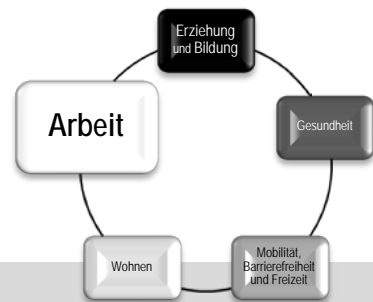 Erziehung
und Bildung
Arbeit
Gesundheit
Wohnen
Mobilität,
Barrierefreiheit
und Freizeit